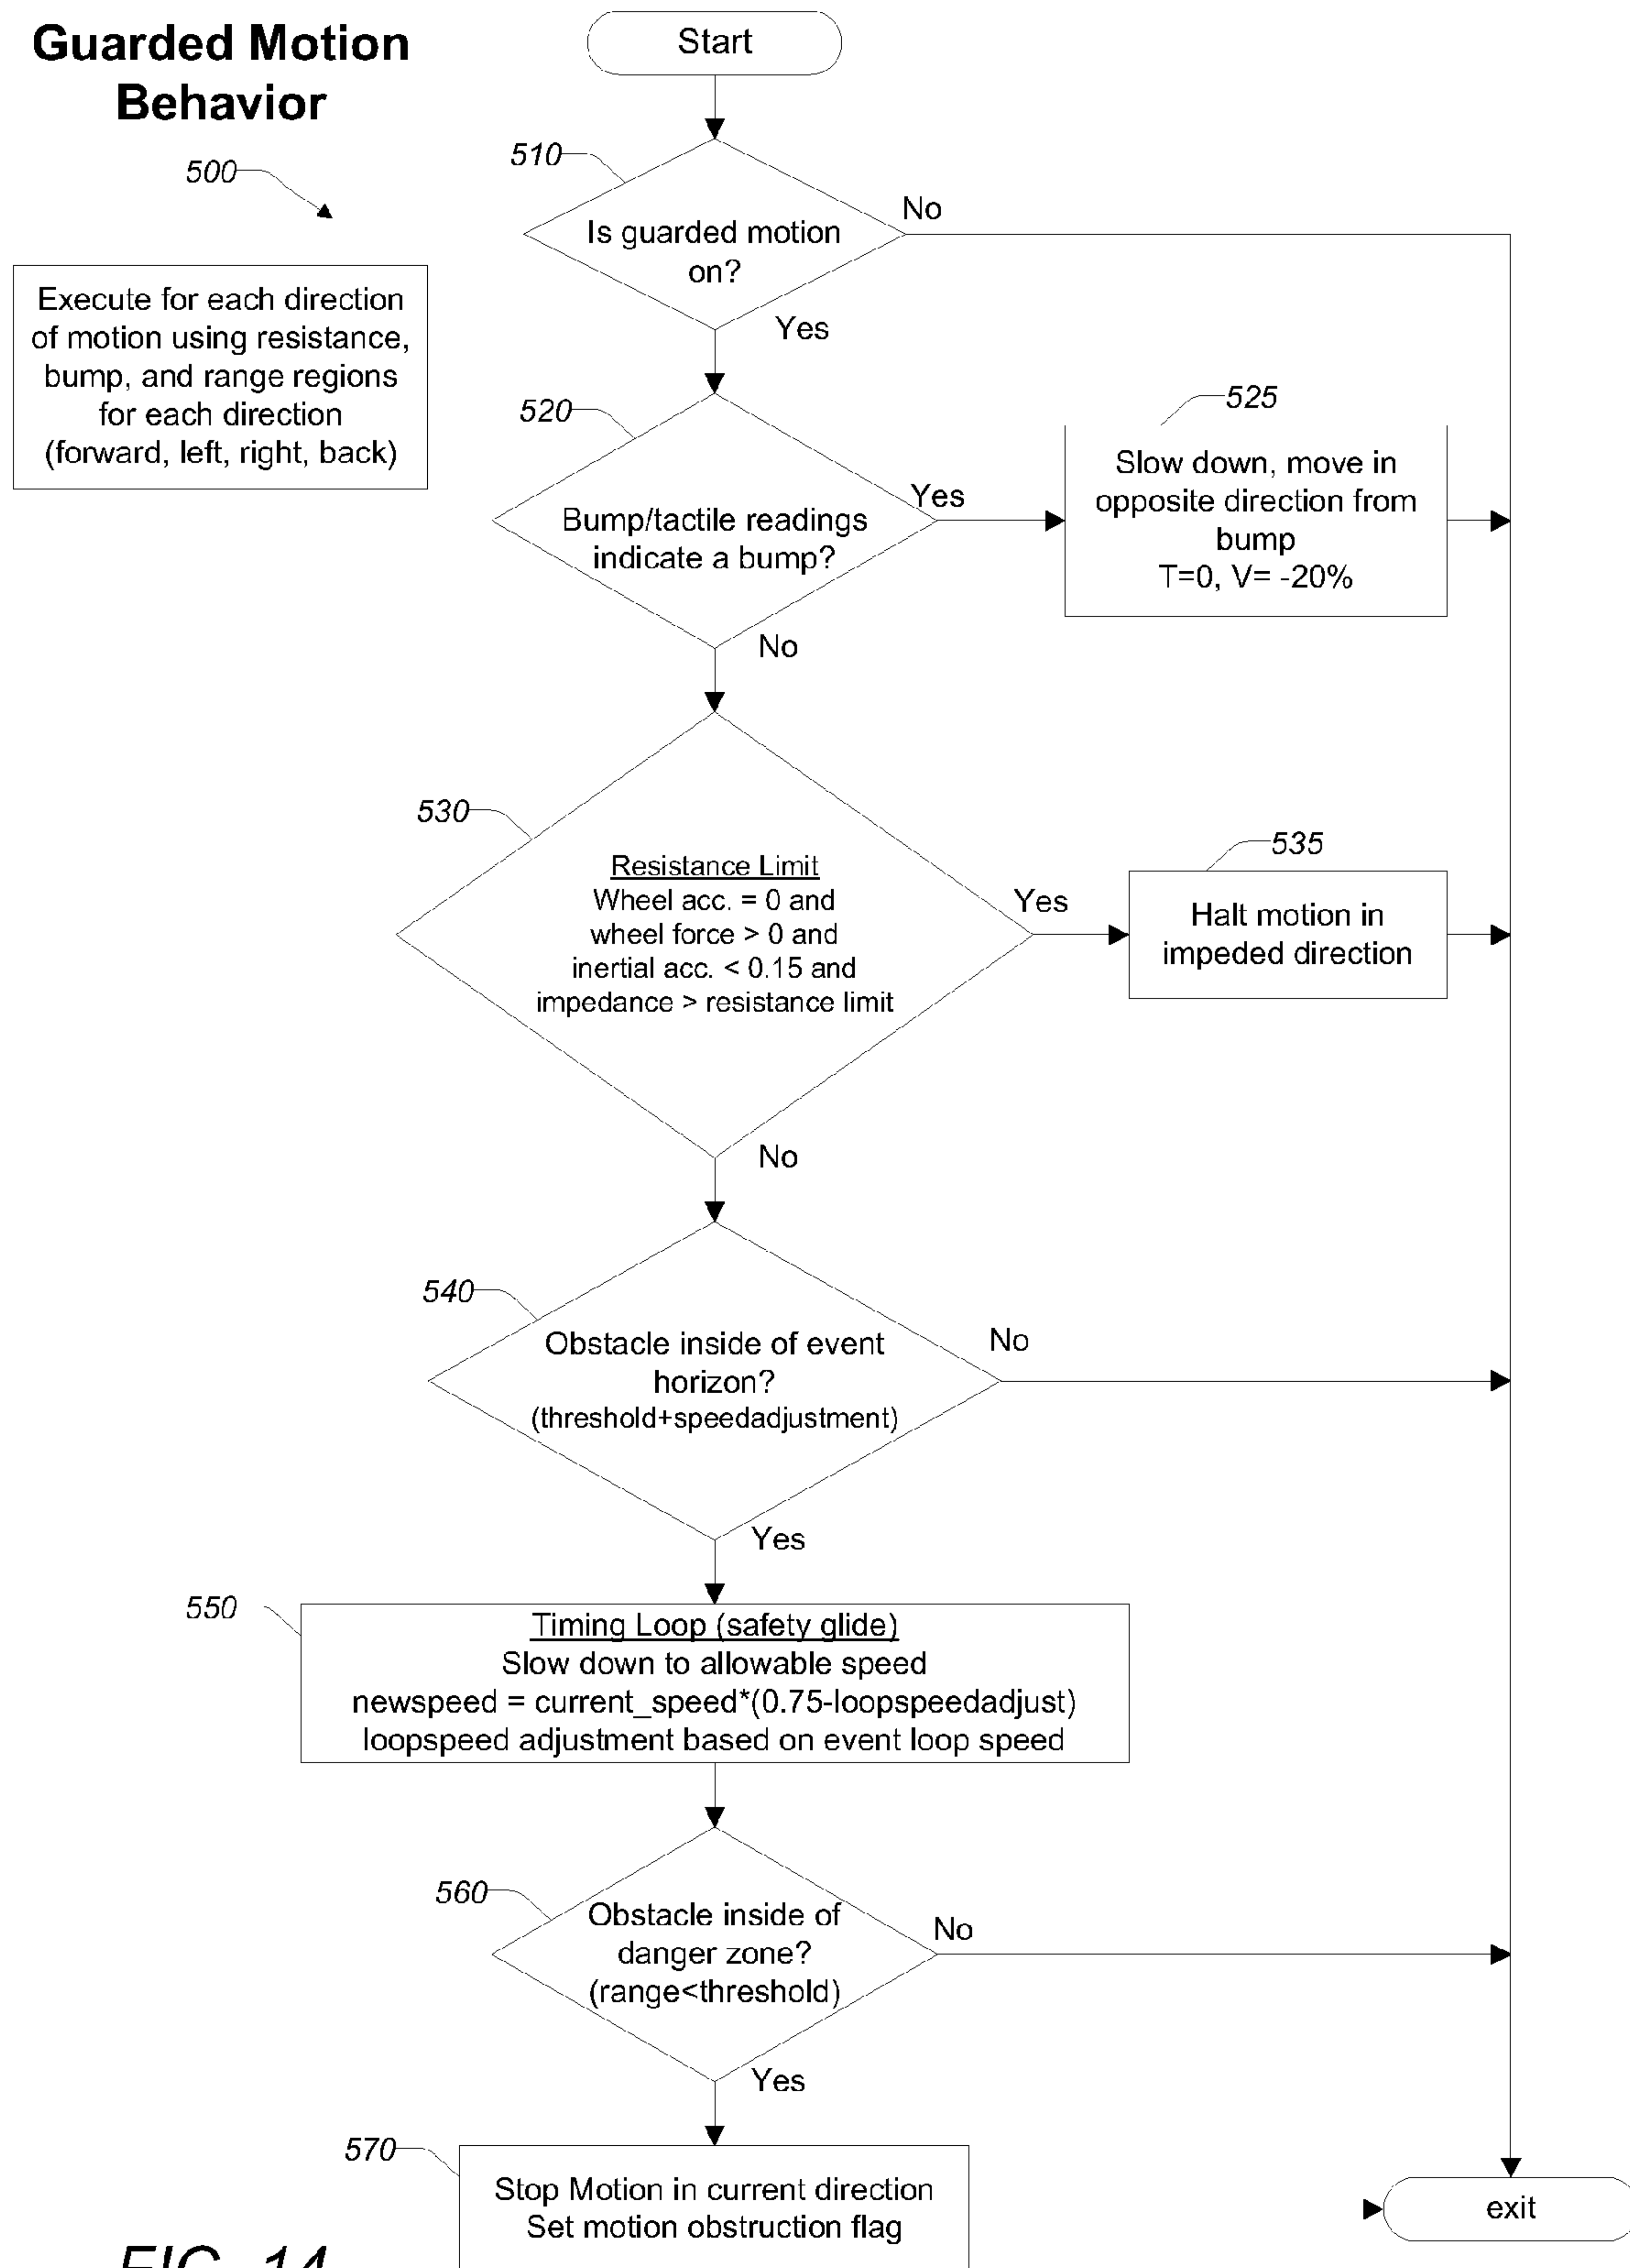 Guarded Motion
Behavior
500
Execute for each direction
of motion using resistance,
bump, and range regions
for each direction
(forward, left, right, back)
Start
510
Is guarded motion
on?
No
Yes
520
Bump/tactile readings
indicate a bump?
Yes
525
Slow down, move in
opposite direction from
bump
T=0, V= -20%
No
530
Resistance Limit
Wheel acc. = 0 and
wheel force > 0 and
inertial acc. < 0.15 and
impedance > resistance limit
Yes
535
Halt motion in
impeded direction
No
540
Obstacle inside of event
horizon?
(threshold+speedadjustment)
No
Yes
550
Timing Loop (safety glide)
Slow down to allowable speed
newspeed = current_speed*(0.75-loopspeedadjust)
loopspeed adjustment based on event loop speed
560
Obstacle inside of
danger zone?
(range<threshold)
No
Yes
570
Stop Motion in current direction
Set motion obstruction flag
exit
FIG. 14